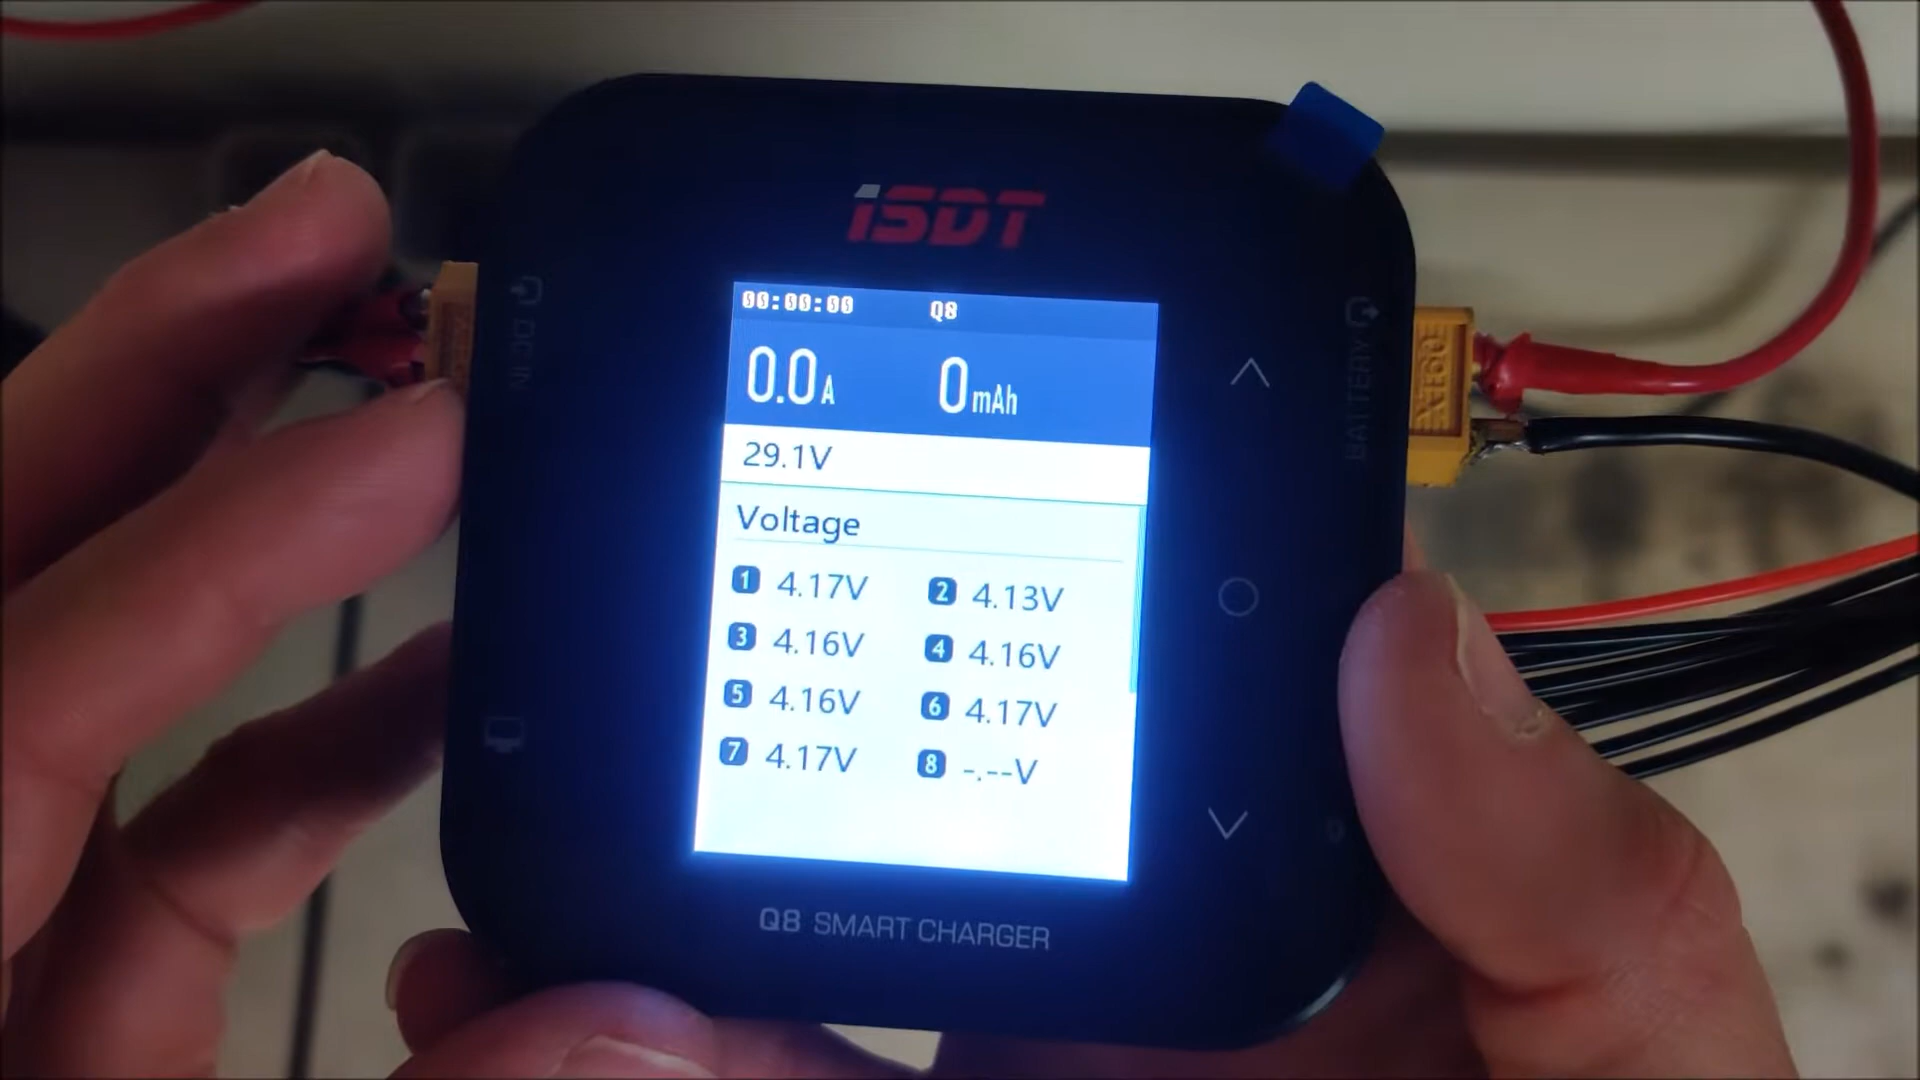 iSDT
00:00:00 Q8
0.0A 0mAh
29.1V
Voltage
1 4.17V 2 4.13V
3 4.16V 4 4.16V
5 4.16V 6 4.17V
7 4.17V 8 -.--V
Q8 SMART CHARGER
DC IN
BATTERY
XT60E